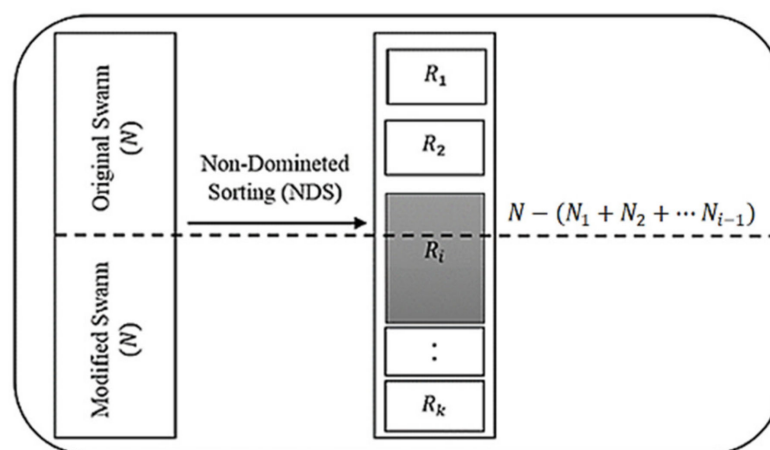 Original Swarm
(N)
Modified Swarm
(N)
Non-Domineted
Sorting (NDS)
R₁
R₂
Rᵢ
:
Rₖ
N − (N₁ + N₂ + ⋯ Nᵢ₋₁)